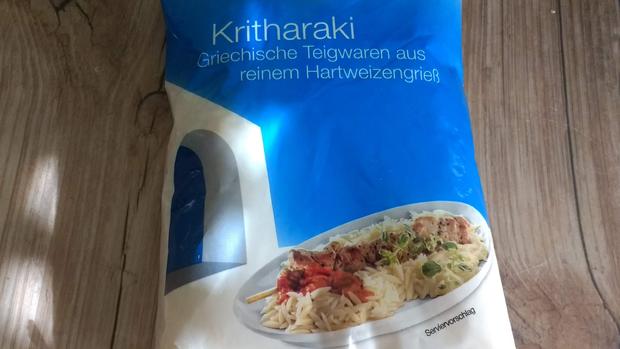 Kritharaki
Griechische Teigwaren aus
reinem Hartweizengrieß
Serviervorschlag